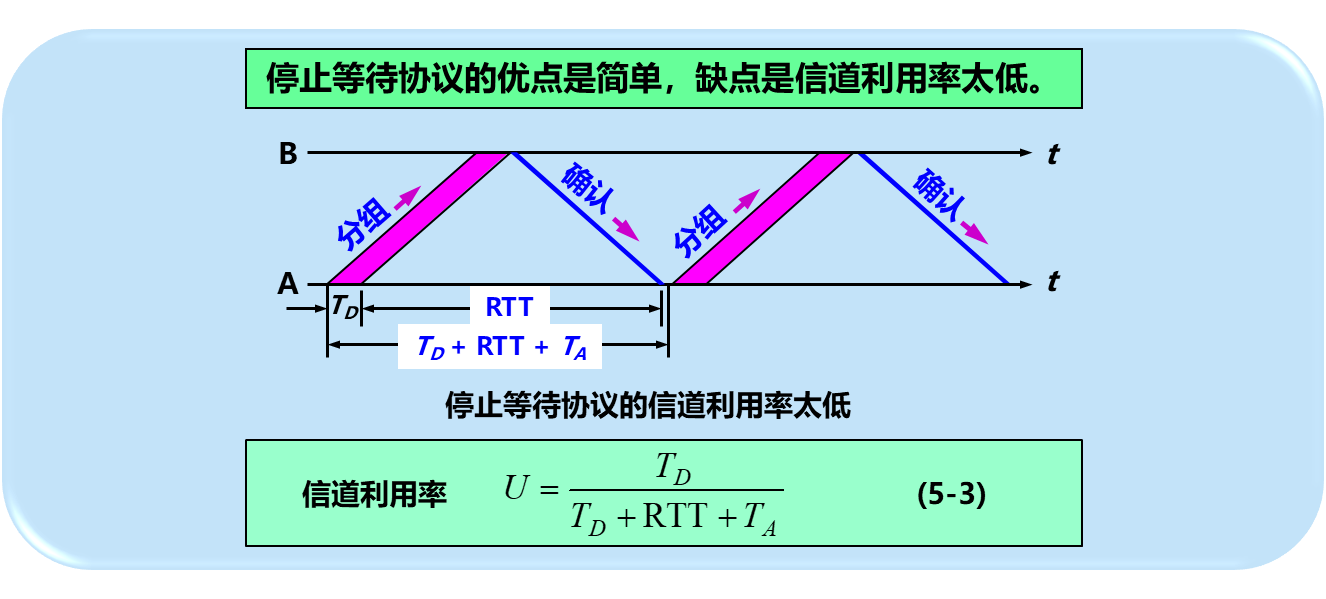 停止等待协议的优点是简单，缺点是信道利用率太低。
B
t
分组
确认
分组
确认
A
t
T_D
RTT
T_D + RTT + T_A
停止等待协议的信道利用率太低
信道利用率 U = T_D / (T_D + RTT + T_A) (5-3)